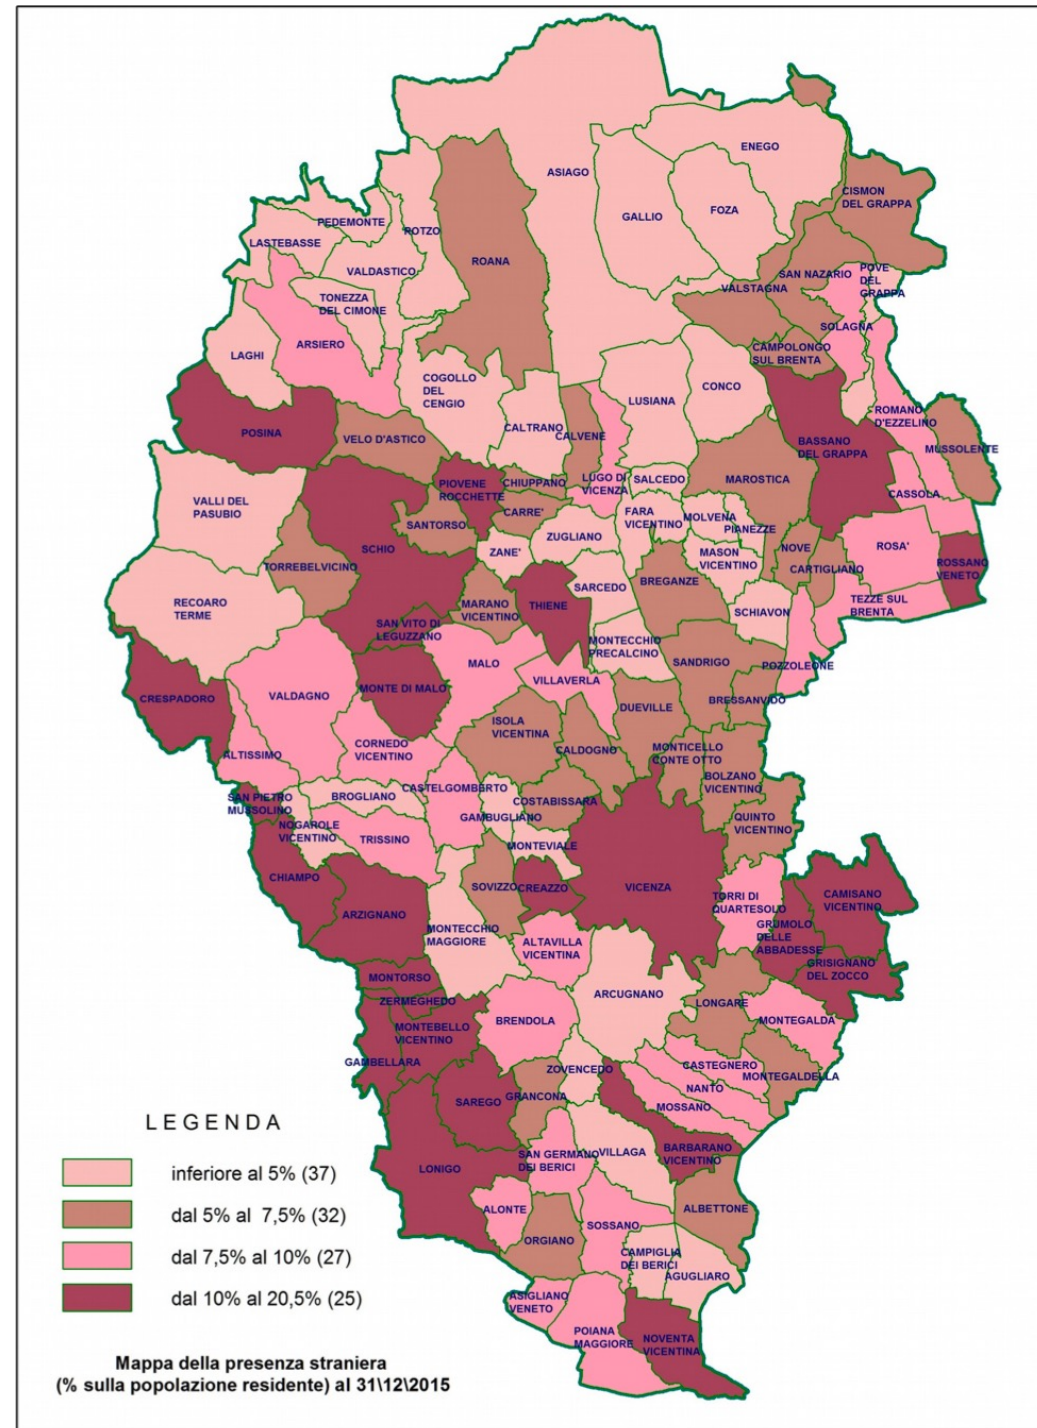 ENEGO
ASIAGO
CISMON
DEL GRAPPA
GALLIO
FOZA
PEDEMONTE
ROTZO
LASTEBASSE
ROANA
VALDASTICO
SAN NAZARIO
POVE
DEL
GRAPPA
VALSTAGNA
TONEZZA
DEL CIMONE
SOLAGNA
ARSIERO
CAMPOLONGO
SUL BRENTA
LAGHI
COGOLLO
DEL
CENGIO
CONCO
LUSIANA
ROMANO
D'EZZELINO
CALTRANO
CALVENE
POSINA
VELO D'ASTICO
BASSANO
DEL GRAPPA
MUSSOLENTE
LUGO DI
VICENZA
SALCEDO
MAROSTICA
PIOVENE
ROCCHETTE
CHIUPPANO
CASSOLA
VALLI DEL
PASUBIO
CARRE'
FARA
VICENTINO
MOLVENA
PIANEZZE
SANTORSO
ZUGLIANO
SCHIO
ZANE'
MASON
VICENTINO
NOVE
ROSA'
TORREBELVICINO
SARCEDO
BREGANZE
CARTIGLIANO
ROSSANO
VENETO
RECOARO
TERME
MARANO
VICENTINO
THIENE
SCHIAVON
TEZZE SUL
BRENTA
SAN VITO DI
LEGUZZANO
MONTECCHIO
PRECALCINO
MALO
SANDRIGO
POZZOLEONE
CRESPADORO
VALDAGNO
MONTE DI MALO
VILLAVERLA
BRESSANVIDO
DUEVILLE
ISOLA
VICENTINA
ALTISSIMO
CORNEDO
VICENTINO
CALDOGNO
MONTICELLO
CONTE OTTO
BOLZANO
VICENTINO
CASTELGOMBERTO
SAN PIETRO
MUSSOLINO
BROGLIANO
COSTABISSARA
GAMBUGLIANO
QUINTO
VICENTINO
NOGAROLE
VICENTINO
TRISSINO
MONTEVIALE
CHIAMPO
SOVIZZO
CREAZZO
VICENZA
TORRI DI
QUARTESOLO
CAMISANO
VICENTINO
ARZIGNANO
GRUMOLO
DELLE
ABBADESSE
MONTECCHIO
MAGGIORE
ALTAVILLA
VICENTINA
GRISIGNANO
DEL ZOCCO
MONTORSO
ARCUGNANO
ZERMEGHEDO
LONGARE
MONTEBELLO
VICENTINO
BRENDOLA
MONTEGALDA
GAMBELLARA
ZOVENCEDO
CASTEGNERO
MONTEGALDELLA
NANTO
SAREGO
GRANCONA
MOSSANO
LONIGO
SAN GERMANO
DEI BERICI
VILLAGA
BARBARANO
VICENTINO
ALONTE
ALBETTONE
SOSSANO
ORGIANO
CAMPIGLIA
DEI BERICI
AGUGLIARO
ASIGLIANO
VENETO
POIANA
MAGGIORE
NOVENTA
VICENTINA
LEGENDA
inferiore al 5% (37)
dal 5% al 7,5% (32)
dal 7,5% al 10% (27)
dal 10% al 20,5% (25)
Mappa della presenza straniera
(% sulla popolazione residente) al 31\12\2015